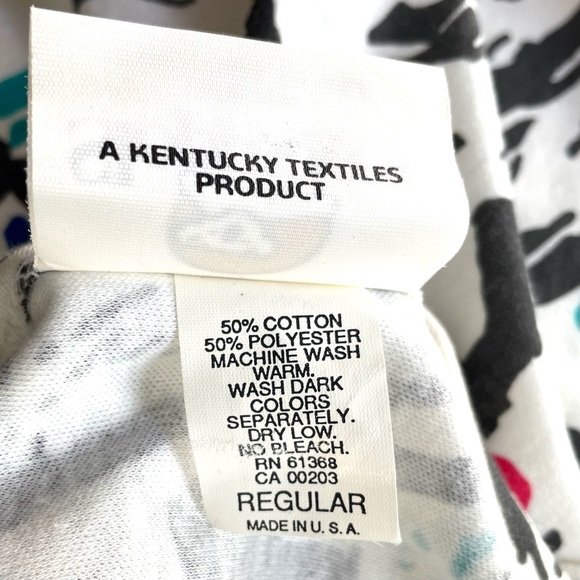 A KENTUCKY TEXTILES
PRODUCT
50% COTTON
50% POLYESTER
MACHINE WASH
WARM.
WASH DARK
COLORS
SEPARATELY.
DRY LOW.
NO BLEACH.
RN 61368
CA 00203
REGULAR
MADE IN U. S. A.